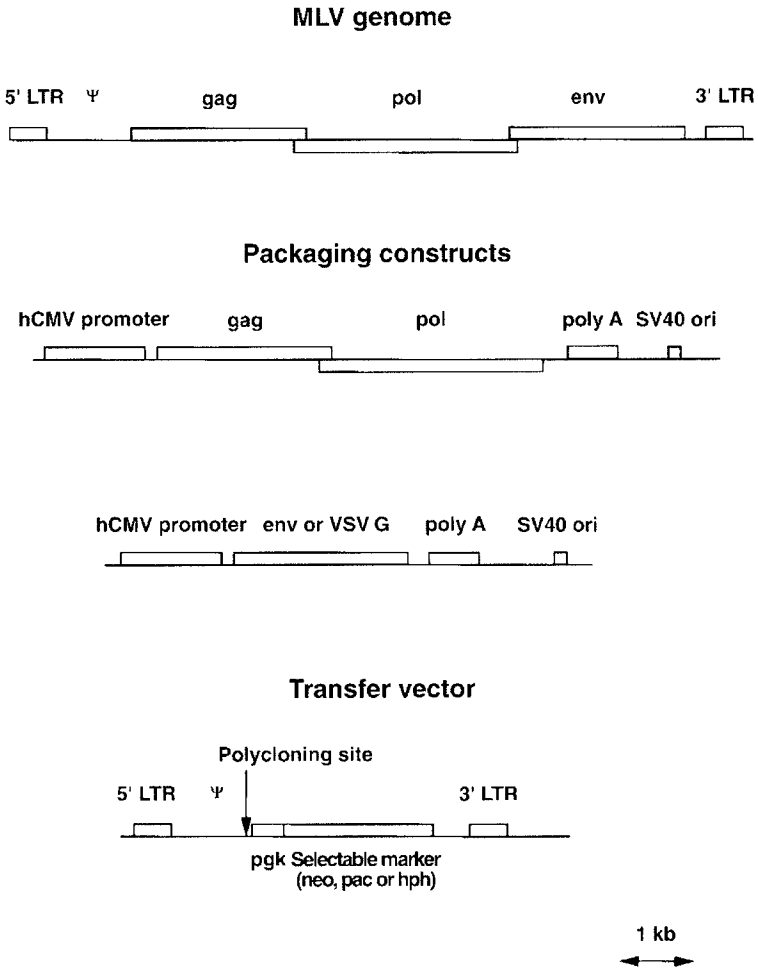 MLV genome
5' LTR Ψ gag pol env 3' LTR
Packaging constructs
hCMV promoter gag pol poly A SV40 ori
hCMV promoter env or VSV G poly A SV40 ori
Transfer vector
Polycloning site
5' LTR Ψ 3' LTR
pgk Selectable marker
(neo, pac or hph)
1 kb